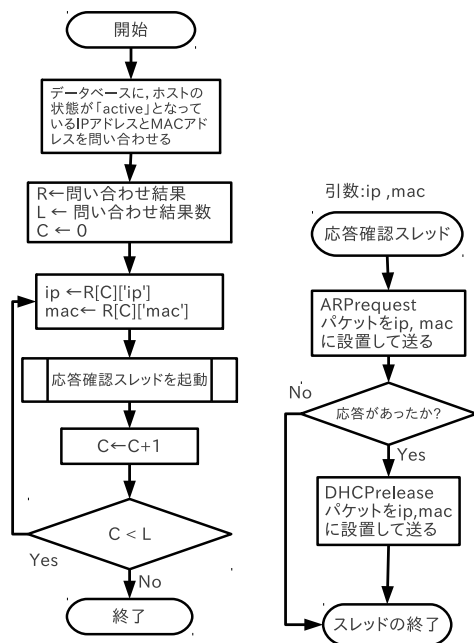 開始
データベースに,ホストの
状態が「active」となって
いるIPアドレスとMACアド
レスを問い合わせる
R←問い合わせ結果
L ← 問い合わせ結果数
C ← 0
ip ←R[C]['ip']
mac← R[C]['mac']
応答確認スレッドを起動
C←C+1
C < L
Yes
No
終了
引数:ip ,mac
応答確認スレッド
ARPrequest
パケットをip, mac
に設置して送る
No
応答があったか?
Yes
DHCPrelease
パケットをip,mac
に設置して送る
スレッドの終了